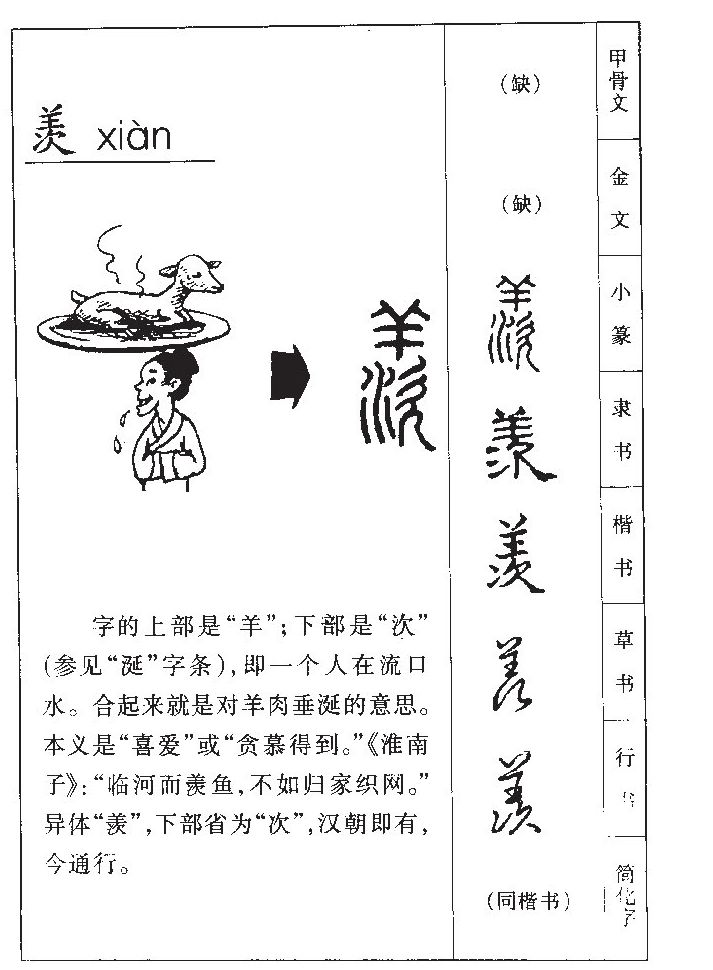 羡 xiàn
字的上部是“羊”；下部是“㳄”
（参见“涎”字条），即一个人在流口
水。合起来就是对羊肉垂涎的意思。
本义是“喜爱”或“贪慕得到。”《淮南
子》：“临河而羡鱼，不如归家织网。”
异体“羡”，下部省为“次”，汉朝即有，
今通行。
（缺） 甲骨文
（缺） 金文
羡 小篆
羡 隶书
羡 楷书
羡 草书
羡 行书
（同楷书） 简化字